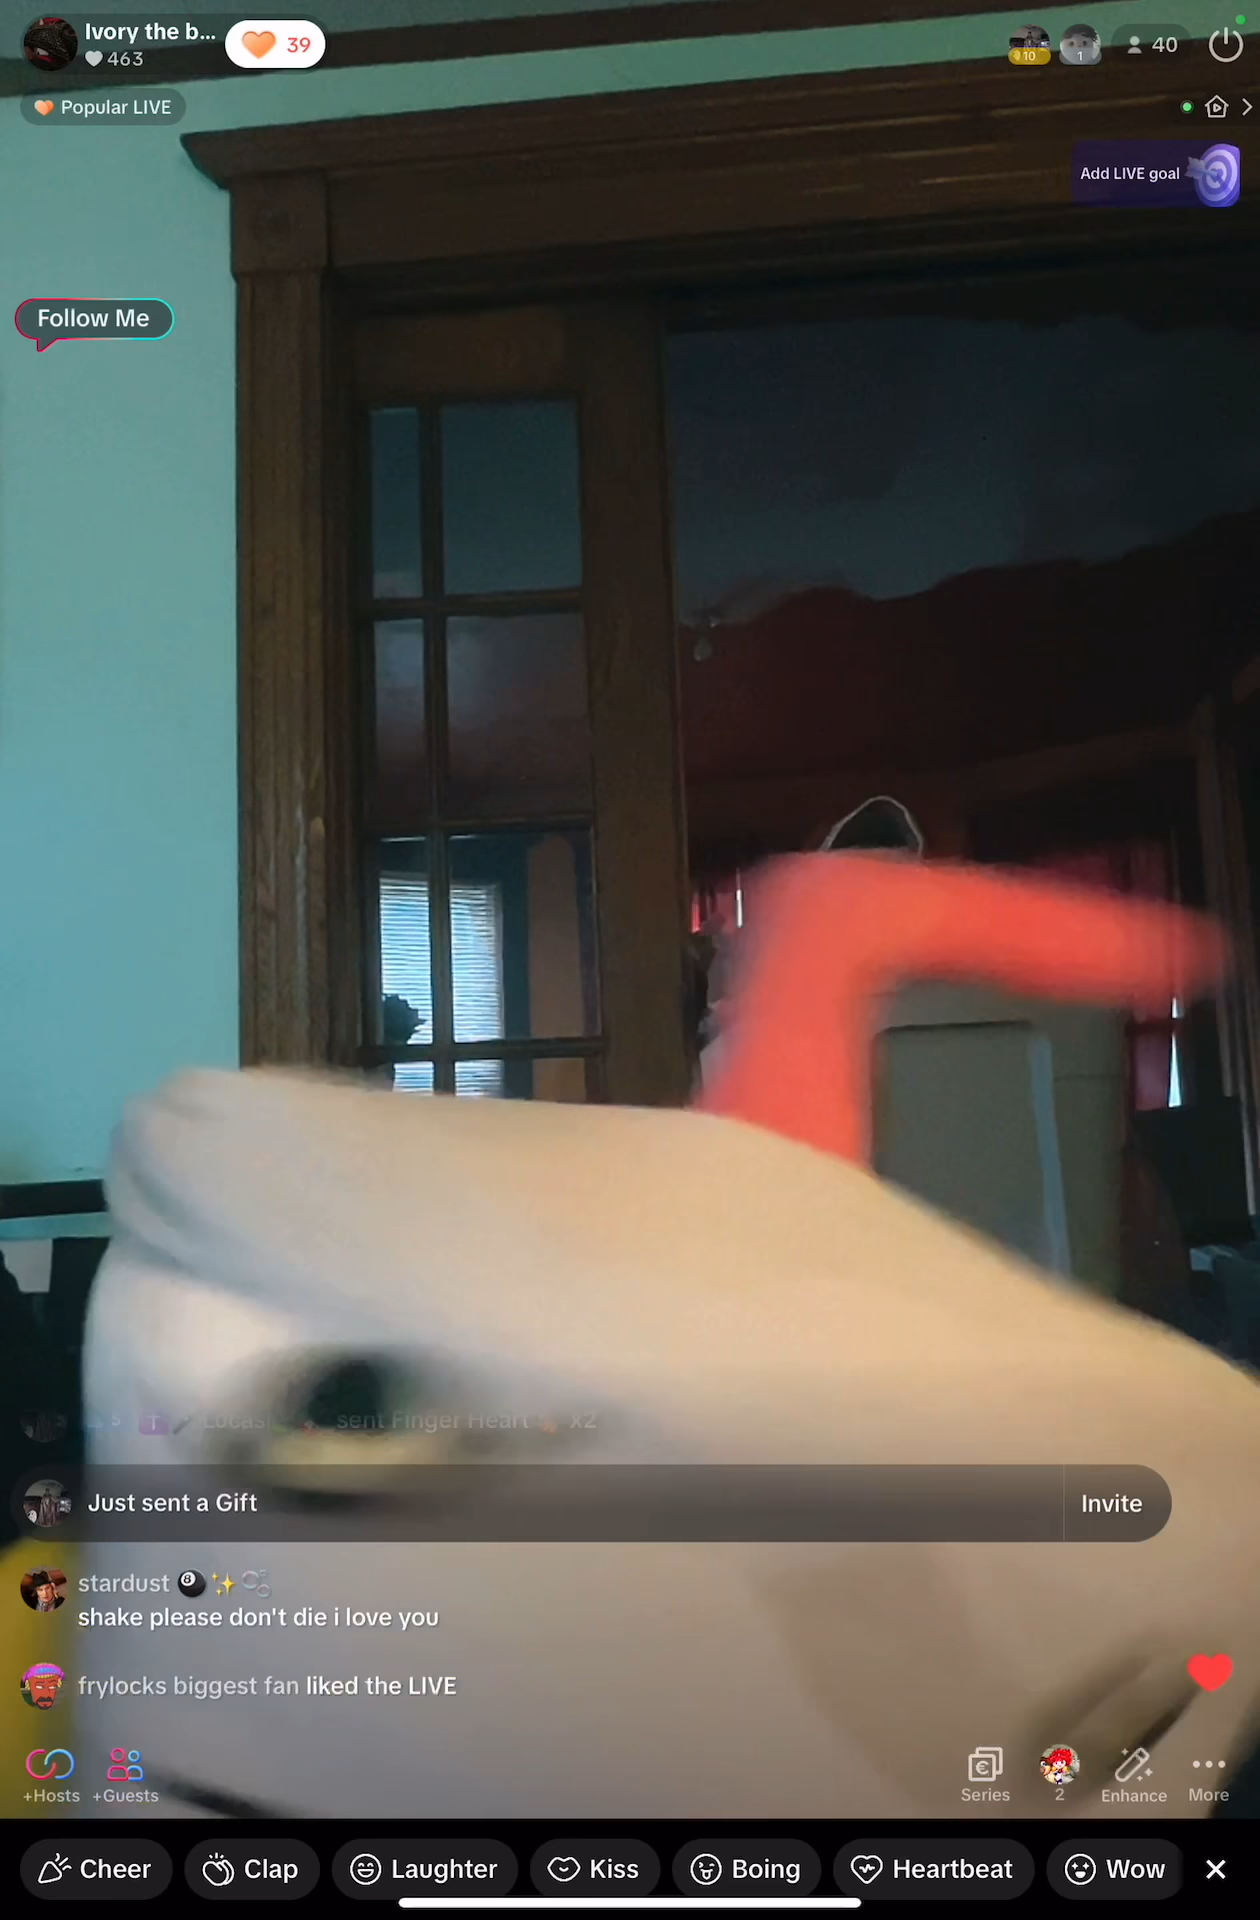 Ivory the b...
463
39
10
1
40
Popular LIVE
Add LIVE goal
Follow Me
sent Finger Heart x2
Just sent a Gift
Invite
stardust 🎱✨🫧
shake please don't die i love you
frylocks biggest fan liked the LIVE
+Hosts
+Guests
Series
2
Enhance
More
Cheer
Clap
Laughter
Kiss
Boing
Heartbeat
Wow